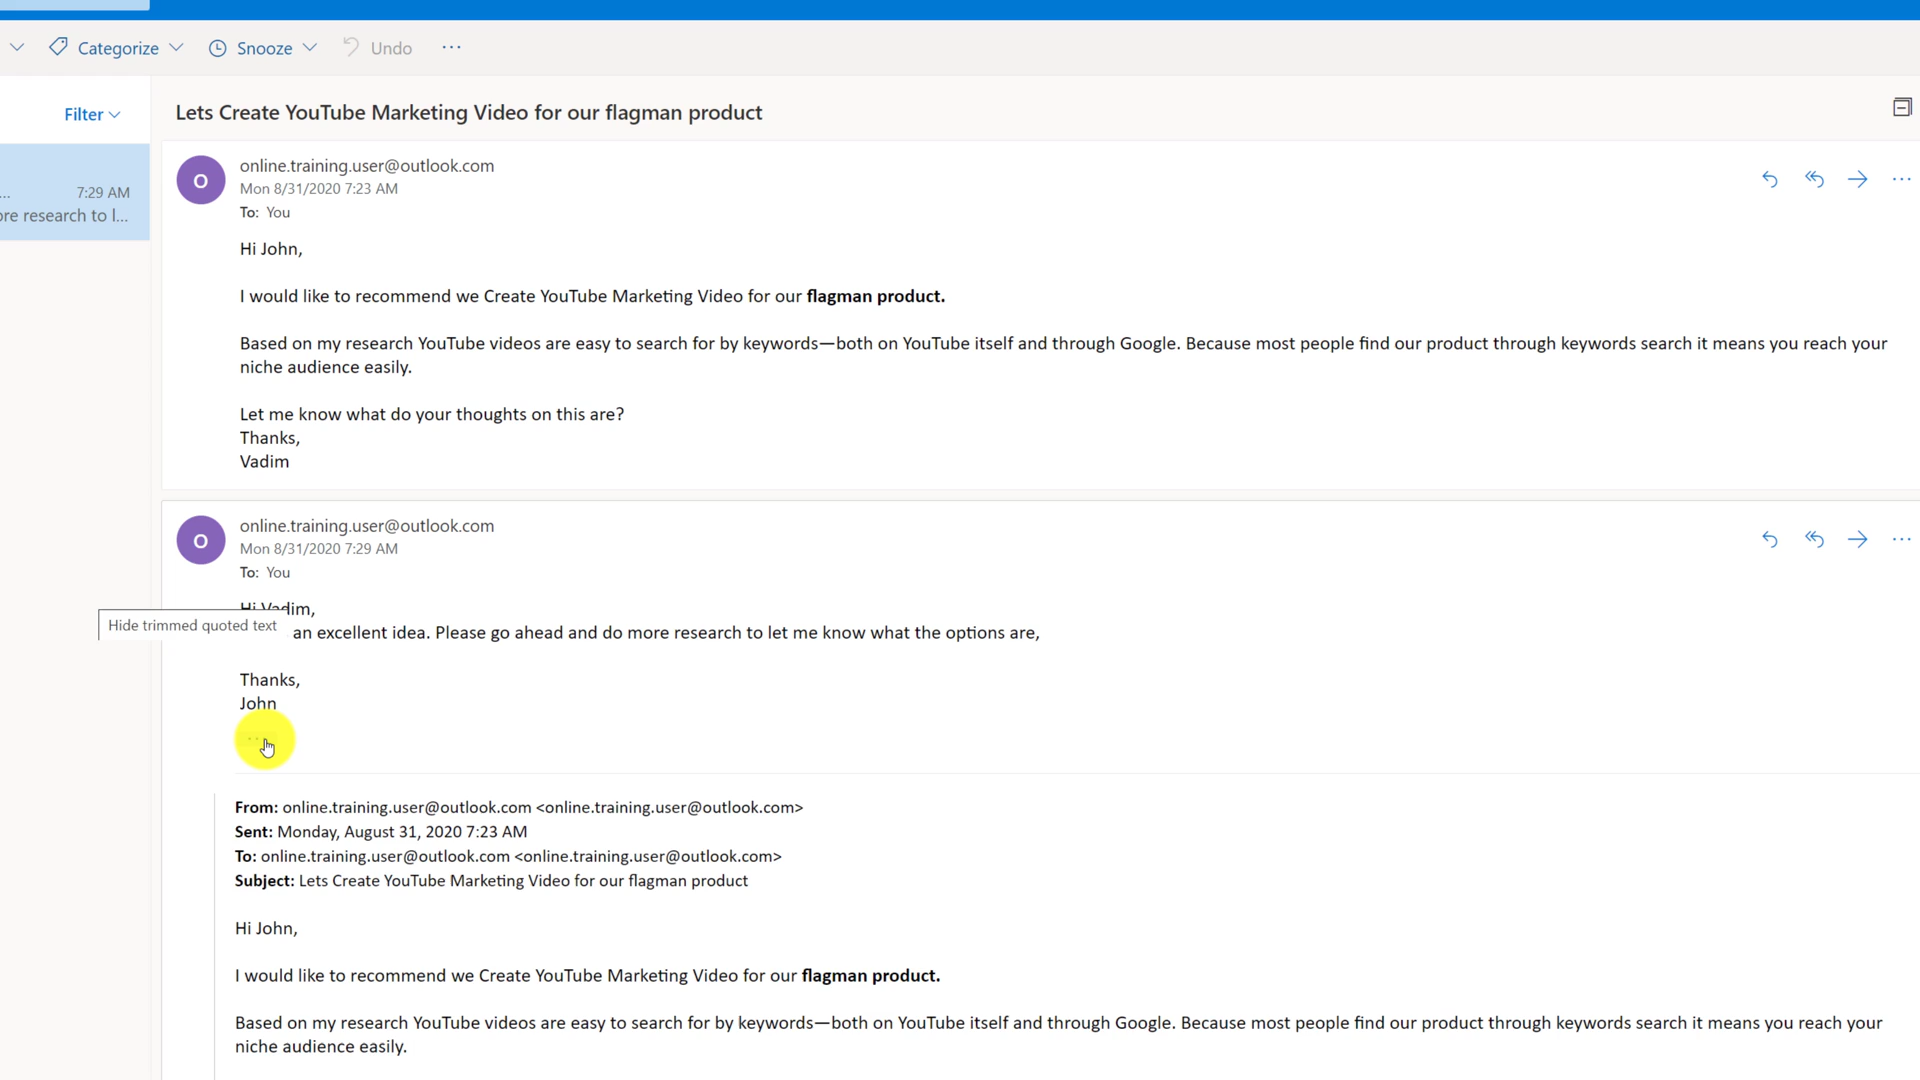 Categorize Snooze Undo ...
Filter
Lets Create YouTube Marketing Video for our flagman product
... 7:29 AM
ore research to l...
O online.training.user@outlook.com
Mon 8/31/2020 7:23 AM
To: You
Hi John,
I would like to recommend we Create YouTube Marketing Video for our flagman product.
Based on my research YouTube videos are easy to search for by keywords—both on YouTube itself and through Google. Because most people find our product through keywords search it means you reach your
niche audience easily.
Let me know what do your thoughts on this are?
Thanks,
Vadim
O online.training.user@outlook.com
Mon 8/31/2020 7:29 AM
To: You
Hi Vadim,
Hide trimmed quoted text
an excellent idea. Please go ahead and do more research to let me know what the options are,
Thanks,
John
From: online.training.user@outlook.com <online.training.user@outlook.com>
Sent: Monday, August 31, 2020 7:23 AM
To: online.training.user@outlook.com <online.training.user@outlook.com>
Subject: Lets Create YouTube Marketing Video for our flagman product
Hi John,
I would like to recommend we Create YouTube Marketing Video for our flagman product.
Based on my research YouTube videos are easy to search for by keywords—both on YouTube itself and through Google. Because most people find our product through keywords search it means you reach your
niche audience easily.